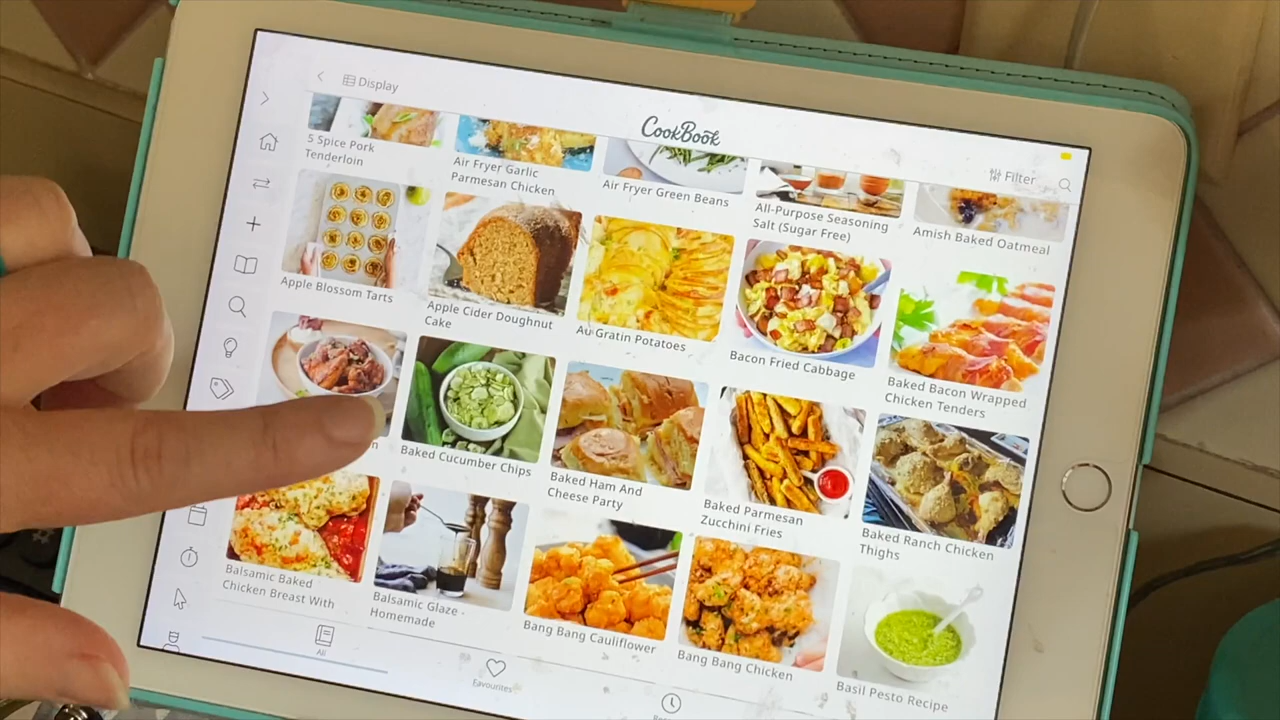 Display
CookBook
Filter
5 Spice Pork
Tenderloin
Air Fryer Garlic
Parmesan Chicken
Air Fryer Green Beans
All-Purpose Seasoning
Salt (Sugar Free)
Amish Baked Oatmeal
Apple Blossom Tarts
Apple Cider Doughnut
Cake
Au Gratin Potatoes
Bacon Fried Cabbage
Baked Bacon Wrapped
Chicken Tenders
Baked Cucumber Chips
Baked Ham And
Cheese Party
Baked Parmesan
Zucchini Fries
Baked Ranch Chicken
Thighs
Balsamic Baked
Chicken Breast With
Balsamic Glaze -
Homemade
Bang Bang Cauliflower
Bang Bang Chicken
Basil Pesto Recipe
All
Favourites